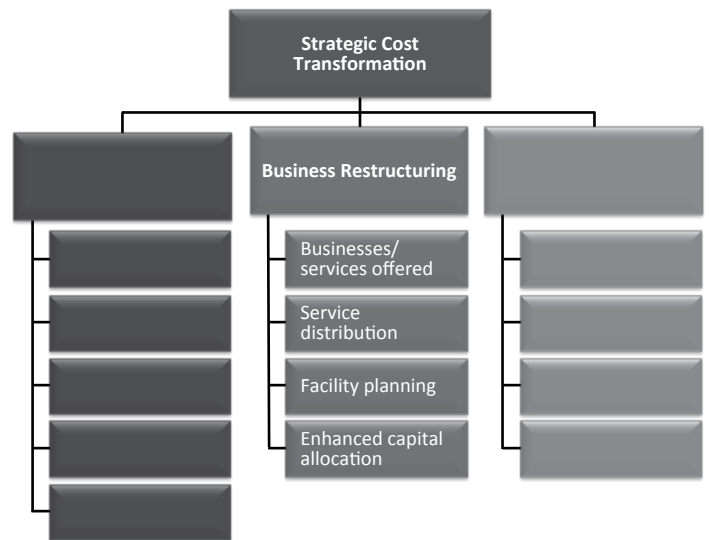 Strategic Cost
Transformation
Business Restructuring
Businesses/
services offered
Service
distribution
Facility planning
Enhanced capital
allocation